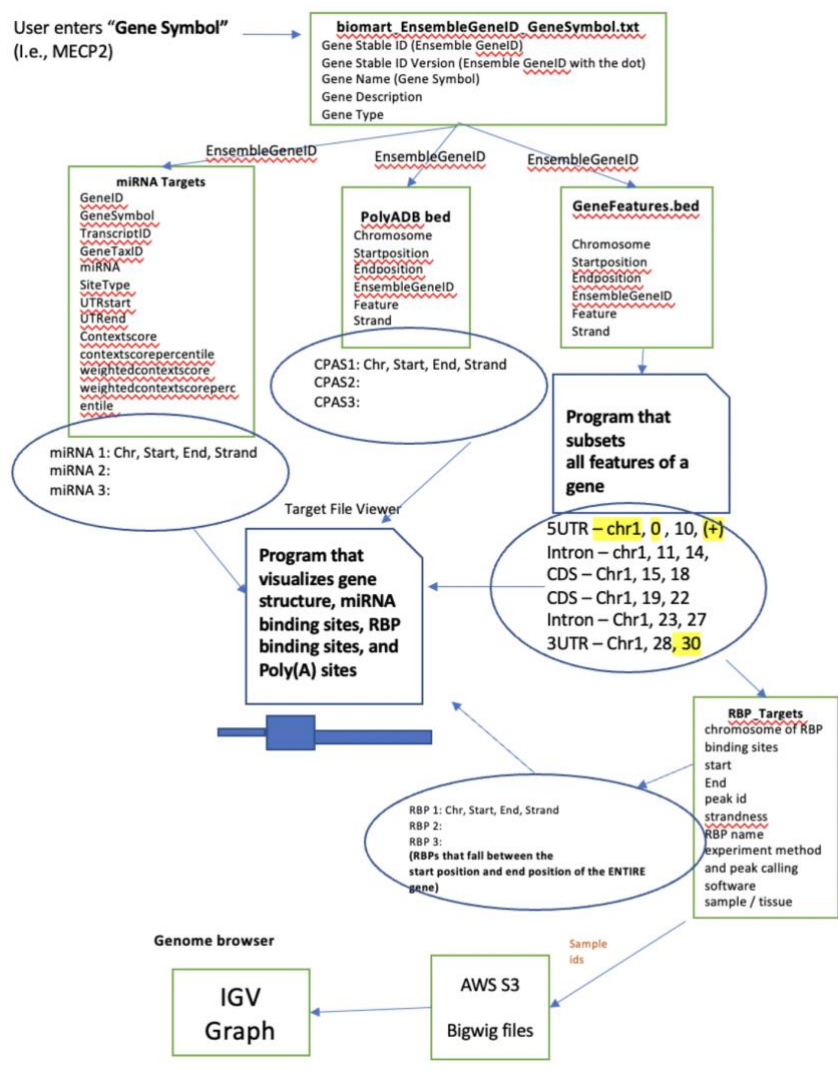 User enters “Gene Symbol”
(I.e., MECP2)
biomart_EnsembleGeneID_GeneSymbol.txt
Gene Stable ID (Ensemble GeneID)
Gene Stable ID Version (Ensemble GeneID with the dot)
Gene Name (Gene Symbol)
Gene Description
Gene Type
EnsembleGeneID
EnsembleGeneID
EnsembleGeneID
miRNA Targets
GeneID
GeneSymbol
TranscriptID
GeneTaxID
miRNA
SiteType
UTRstart
UTRend
Contextscore
contextscorepercentile
weightedcontextscore
weightedcontextscoreperc
entile
miRNA 1: Chr, Start, End, Strand
miRNA 2:
miRNA 3:
PolyADB bed
Chromosome
Startposition
Endposition
EnsembleGeneID
Feature
Strand
CPAS1: Chr, Start, End, Strand
CPAS2:
CPAS3:
GeneFeatures.bed
Chromosome
Startposition
Endposition
EnsembleGeneID
Feature
Strand
Program that
subsets
all features of a
gene
5UTR – chr1, 0 , 10, (+)
Intron – chr1, 11, 14,
CDS – Chr1, 15, 18
CDS – Chr1, 19, 22
Intron – Chr1, 23, 27
3UTR – Chr1, 28, 30
Target File Viewer
Program that
visualizes gene
structure, miRNA
binding sites, RBP
binding sites, and
Poly(A) sites
RBP_Targets
chromosome of RBP
binding sites
start
End
peak id
strandness
RBP name
experiment method
and peak calling
software
sample / tissue
RBP 1: Chr, Start, End, Strand
RBP 2:
RBP 3:
(RBPs that fall between the
start position and end position of the ENTIRE
gene)
Sample
ids
AWS S3
Bigwig files
Genome browser
IGV
Graph